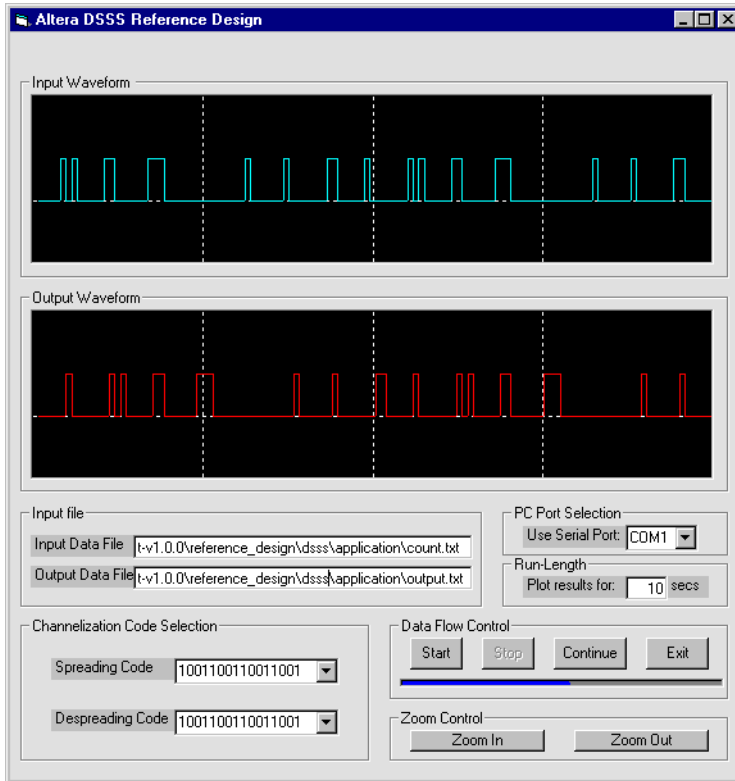 Altera DSSS Reference Design
Input Waveform
Output Waveform
Input file
Input Data File t-v1.0.0\reference_design\dsss\application\count.txt
Output Data File t-v1.0.0\reference_design\dsss\application\output.txt
PC Port Selection
Use Serial Port: COM1
Run-Length
Plot results for: 10 secs
Channelization Code Selection
Spreading Code 1001100110011001
Despreading Code 1001100110011001
Data Flow Control
Start Stop Continue Exit
Zoom Control
Zoom In Zoom Out